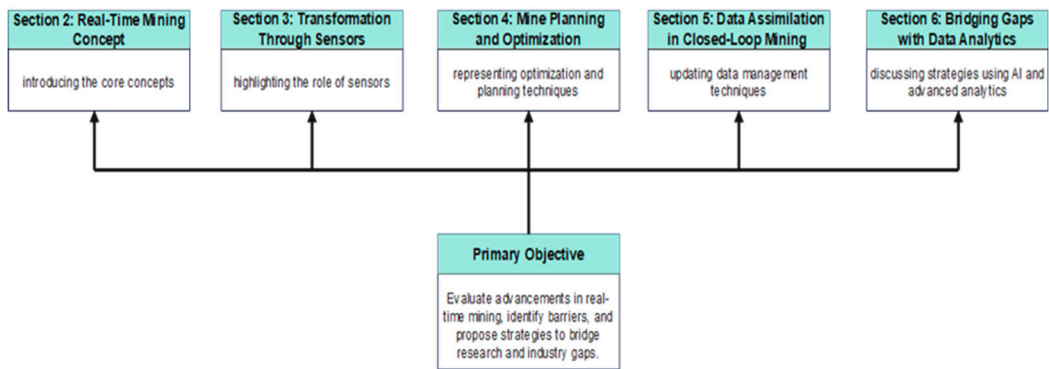 Section 2: Real-Time Mining
Concept
introducing the core concepts
Section 3: Transformation
Through Sensors
highlighting the role of sensors
Section 4: Mine Planning
and Optimization
representing optimization and
planning techniques
Section 5: Data Assimilation
in Closed-Loop Mining
updating data management
techniques
Section 6: Bridging Gaps
with Data Analytics
discussing strategies using AI and
advanced analytics
Primary Objective
Evaluate advancements in real-
time mining, identify barriers, and
propose strategies to bridge
research and industry gaps.